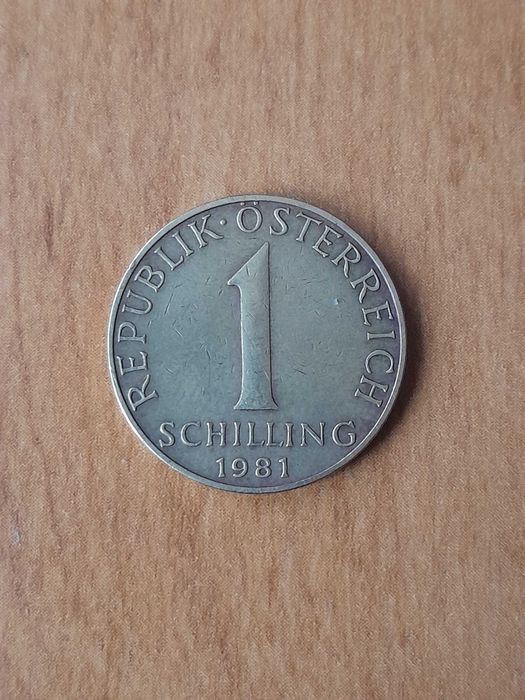 REPUBLIK · ÖSTERREICH
1
SCHILLING
1981